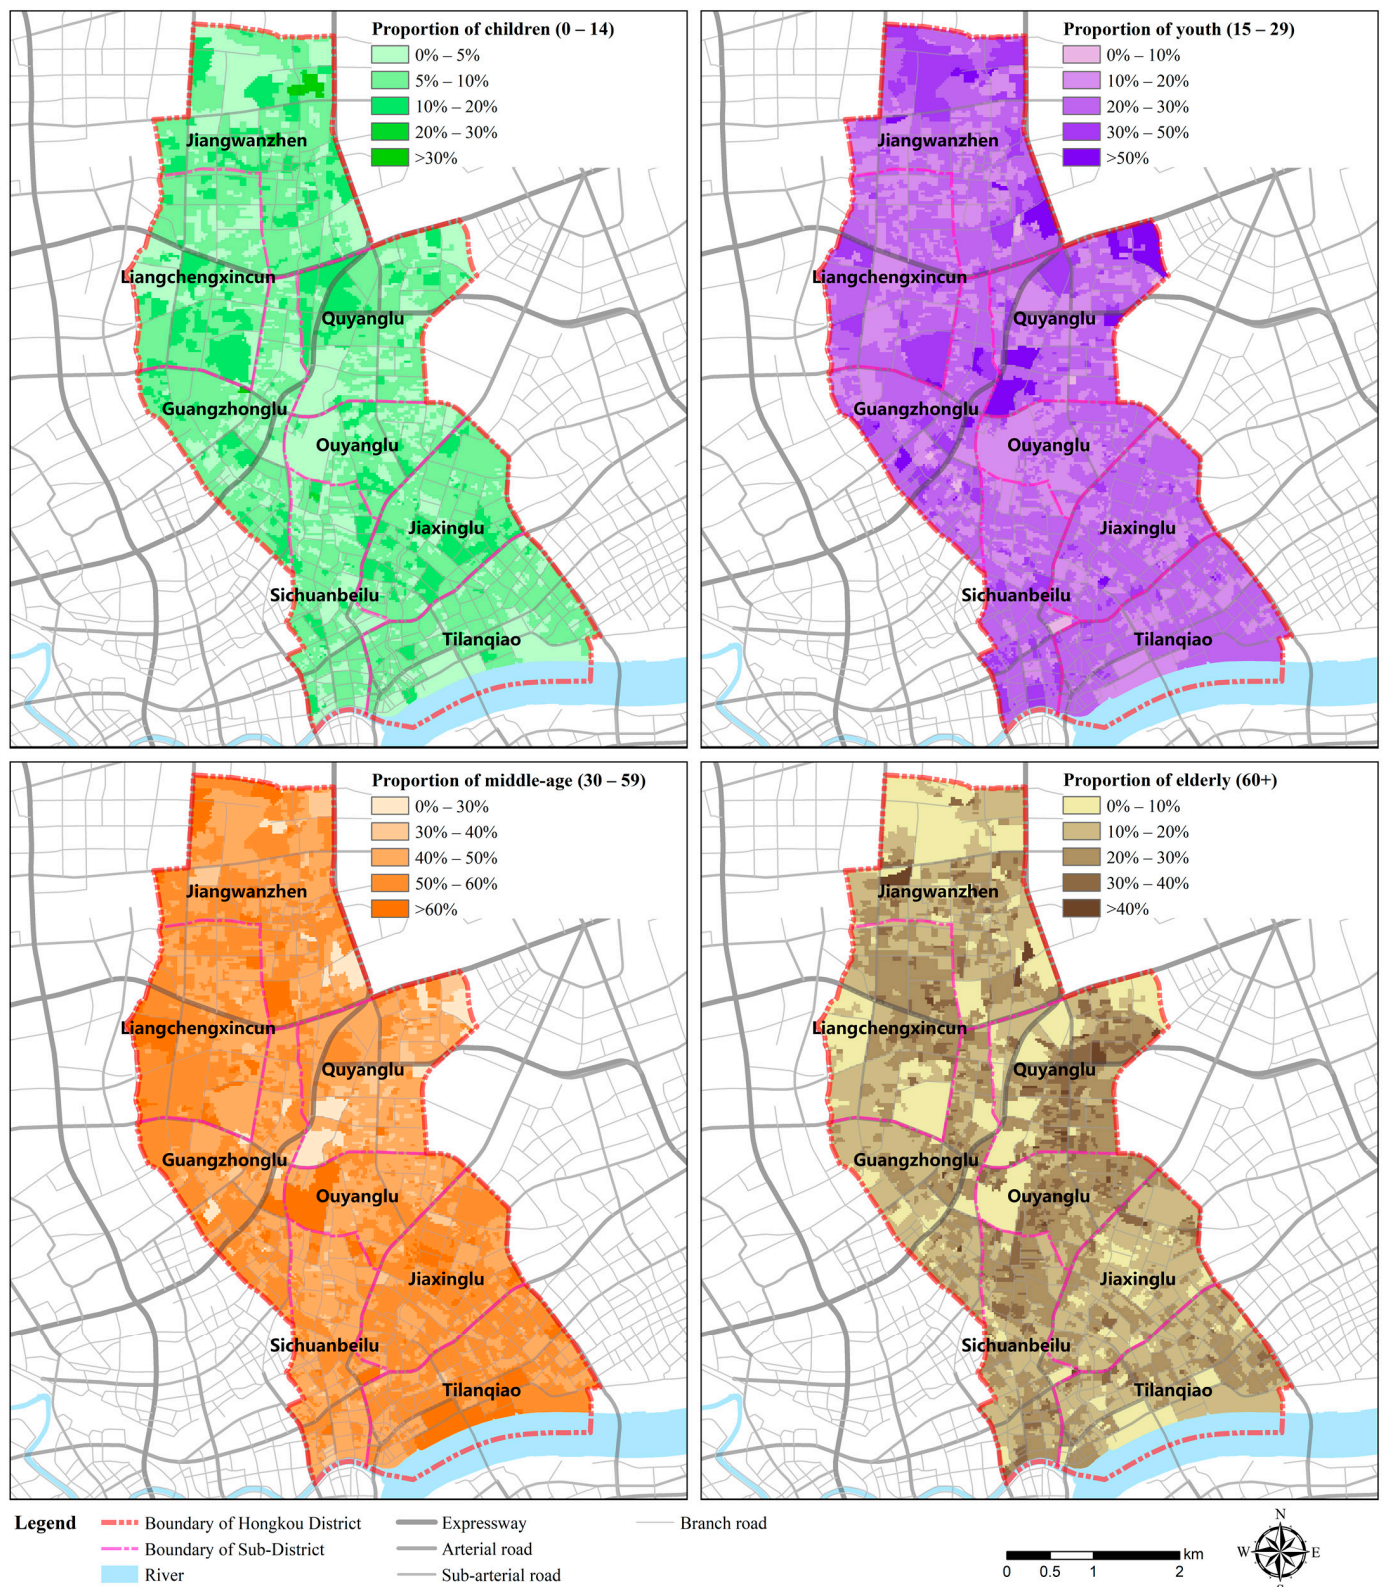 Proportion of children (0 – 14)
0% – 5%
5% – 10%
10% – 20%
20% – 30%
>30%
Jiangwanzhen
Liangchengxincun
Quyanglu
Guangzhonglu
Ouyanglu
Jiaxinglu
Sichuanbeilu
Tilanqiao
Proportion of youth (15 – 29)
0% – 10%
10% – 20%
20% – 30%
30% – 50%
>50%
Jiangwanzhen
Liangchengxincun
Quyanglu
Guangzhonglu
Ouyanglu
Jiaxinglu
Sichuanbeilu
Tilanqiao
Proportion of middle-age (30 – 59)
0% – 30%
30% – 40%
40% – 50%
50% – 60%
>60%
Jiangwanzhen
Liangchengxincun
Quyanglu
Guangzhonglu
Ouyanglu
Jiaxinglu
Sichuanbeilu
Tilanqiao
Proportion of elderly (60+)
0% – 10%
10% – 20%
20% – 30%
30% – 40%
>40%
Jiangwanzhen
Liangchengxincun
Quyanglu
Guangzhonglu
Ouyanglu
Jiaxinglu
Sichuanbeilu
Tilanqiao
Legend
Boundary of Hongkou District
Boundary of Sub-District
River
Expressway
Arterial road
Sub-arterial road
Branch road
km
0 0.5 1 2
N
W E
S